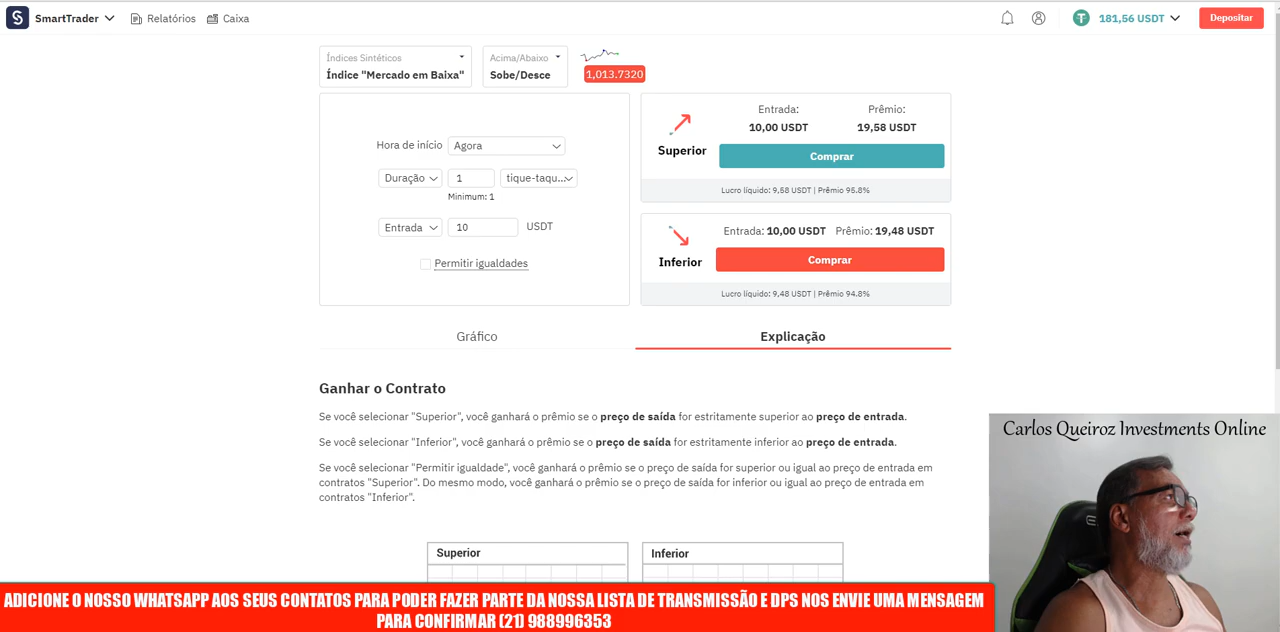 SmartTrader
Relatórios
Caixa
181,56 USDT
Depositar
Índices Sintéticos
Índice "Mercado em Baixa"
Acima/Abaixo
Sobe/Desce
1,013.7320
Hora de início
Agora
Duração
1
tique-taqu...
Minimum: 1
Entrada
10
USDT
Permitir igualdades
Superior
Entrada:
10,00 USDT
Prêmio:
19,58 USDT
Comprar
Lucro líquido: 9,58 USDT | Prêmio 95.8%
Inferior
Entrada: 10,00 USDT Prêmio: 19,48 USDT
Comprar
Lucro líquido: 9,48 USDT | Prêmio 94.8%
Gráfico
Explicação
Ganhar o Contrato
Se você selecionar "Superior", você ganhará o prêmio se o preço de saída for estritamente superior ao preço de entrada.
Se você selecionar "Inferior", você ganhará o prêmio se o preço de saída for estritamente inferior ao preço de entrada.
Se você selecionar "Permitir igualdade", você ganhará o prêmio se o preço de saída for superior ou igual ao preço de entrada em
contratos "Superior". Do mesmo modo, você ganhará o prêmio se o preço de saída for inferior ou igual ao preço de entrada em
contratos "Inferior".
Superior
Inferior
Carlos Queiroz Investments Online
ADICIONE O NOSSO WHATSAPP AOS SEUS CONTATOS PARA PODER FAZER PARTE DA NOSSA LISTA DE TRANSMISSÃO E DPS NOS ENVIE UMA MENSAGEM
PARA CONFIRMAR (21) 988996353